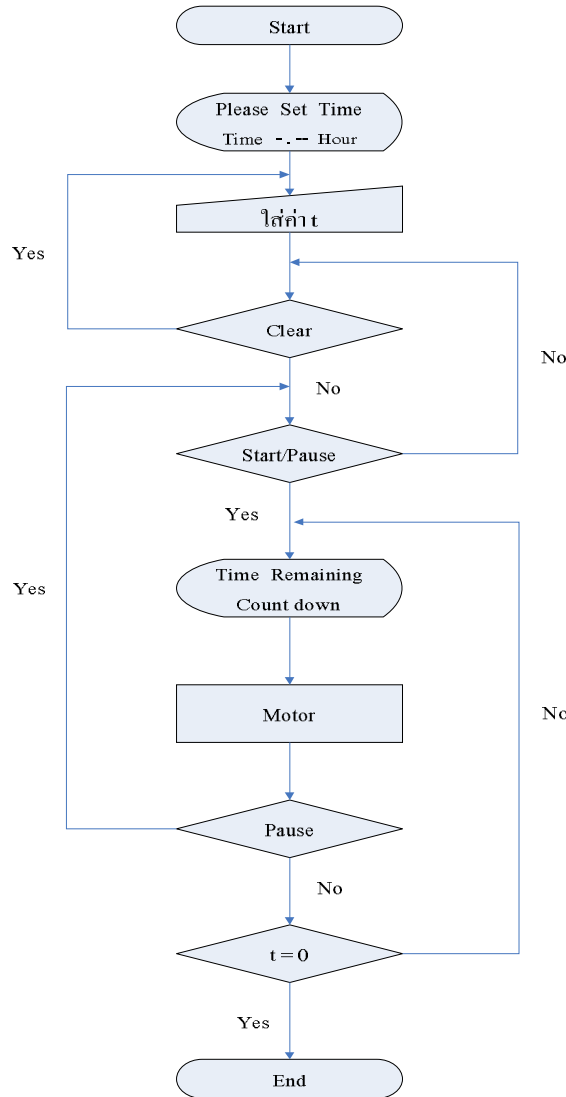 Start
Please Set Time
Time -.-- Hour
ใส่ค่า t
Yes
Clear
No
No
Start/Pause
Yes
Time Remaining
Count down
Yes
Motor
No
Pause
No
t = 0
Yes
End